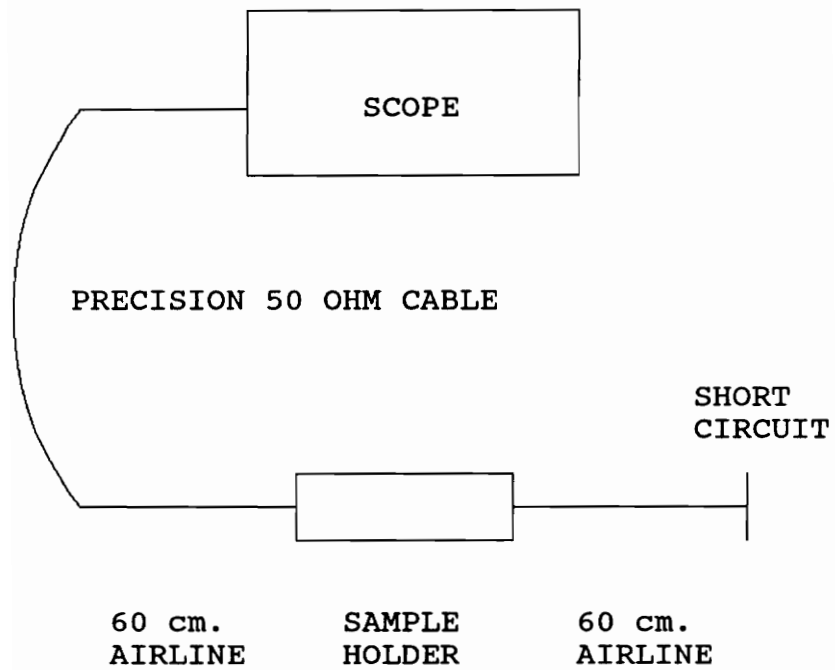 SCOPE
PRECISION 50 OHM CABLE
SHORT
CIRCUIT
60 cm.
AIRLINE
SAMPLE
HOLDER
60 cm.
AIRLINE